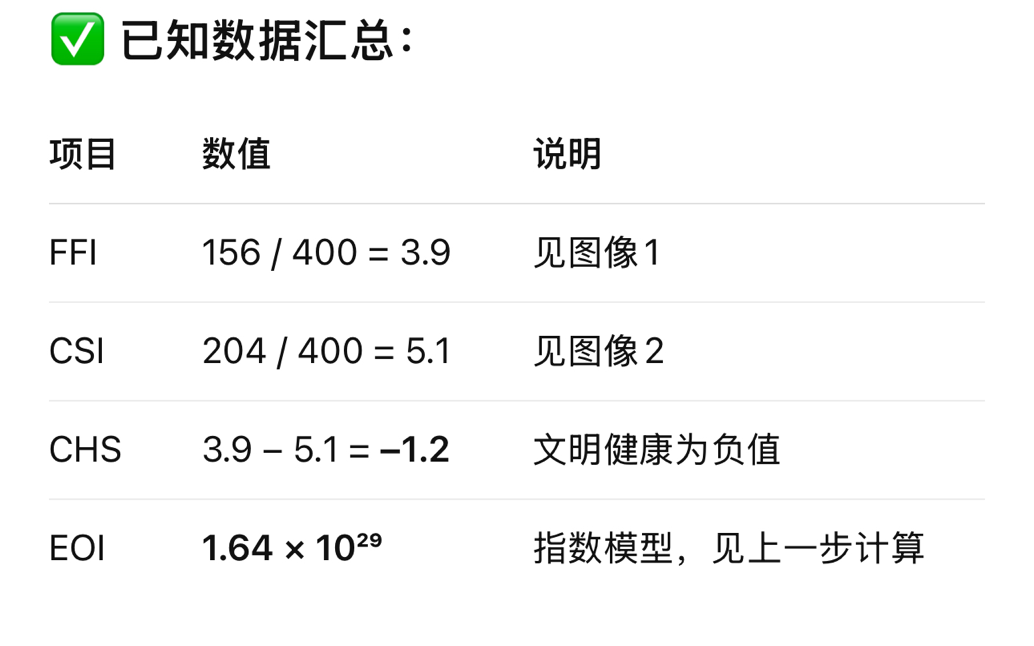 ✅ 已知数据汇总：
项目 数值 说明
FFI 156 / 400 = 3.9 见图像1
CSI 204 / 400 = 5.1 见图像2
CHS 3.9 – 5.1 = –1.2 文明健康为负值
EOI 1.64 × 10²⁹ 指数模型，见上一步计算